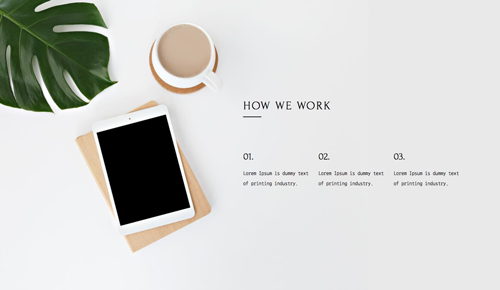 HOW WE WORK
01.
Lorem Ipsum is dummy text
of printing industry.
02.
Lorem Ipsum is dummy text
of printing industry.
03.
Lorem Ipsum is dummy text
of printing industry.